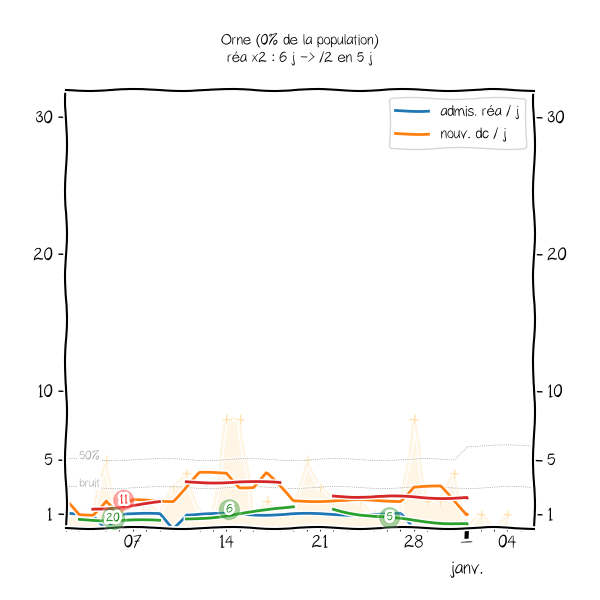 Orne (0% de la population)
réa x2 : 6 j -> /2 en 5 j
admis. réa / j
nouv. dc / j
30 30
20 20
10 10
50%
5 5
bruit
11
6
20
5
1 1
07 14 21 28 1 04
janv.